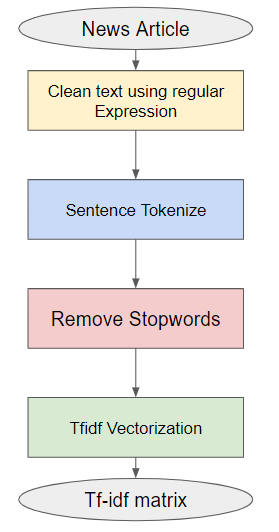 News Article
Clean text using regular
Expression
Sentence Tokenize
Remove Stopwords
Tfidf Vectorization
Tf-idf matrix